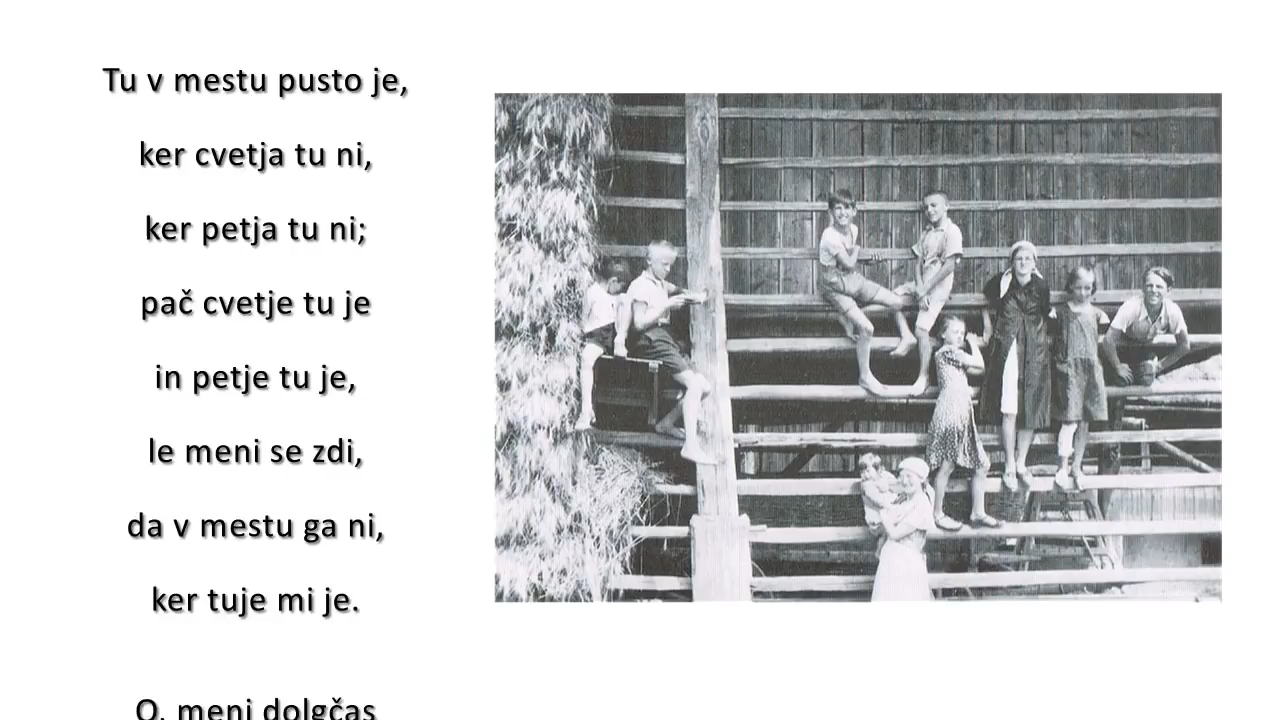 Tu v mestu pusto je,
ker cvetja tu ni,
ker petja tu ni;
pač cvetje tu je
in petje tu je,
le meni se zdi,
da v mestu ga ni,
ker tuje mi je.
O, meni dolgčas